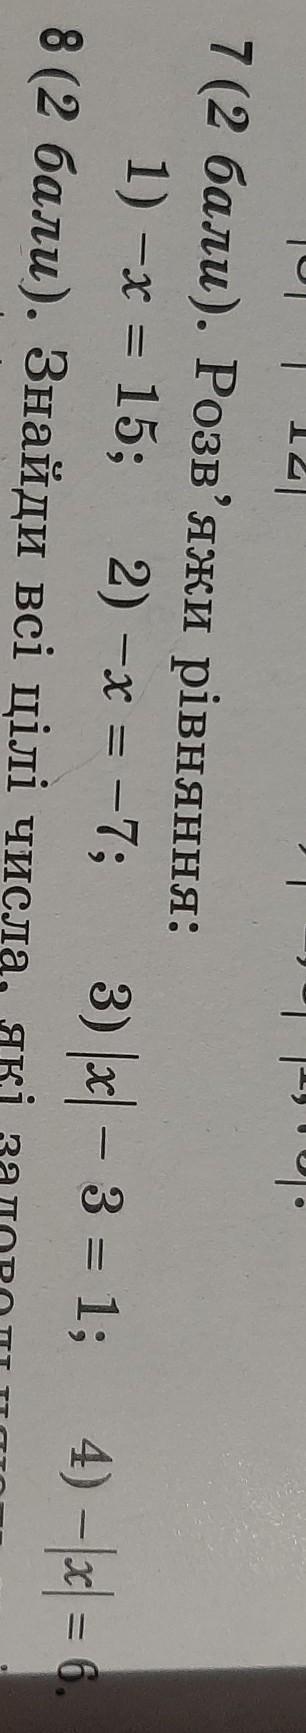 7 (2 бали). Розв’яжи рівняння:
1) −x = 15; 2) −x = −7; 3) |x| − 3 = 1; 4) −|x| = 6.
8 (2 бали). Знайди всі цілі числа, які